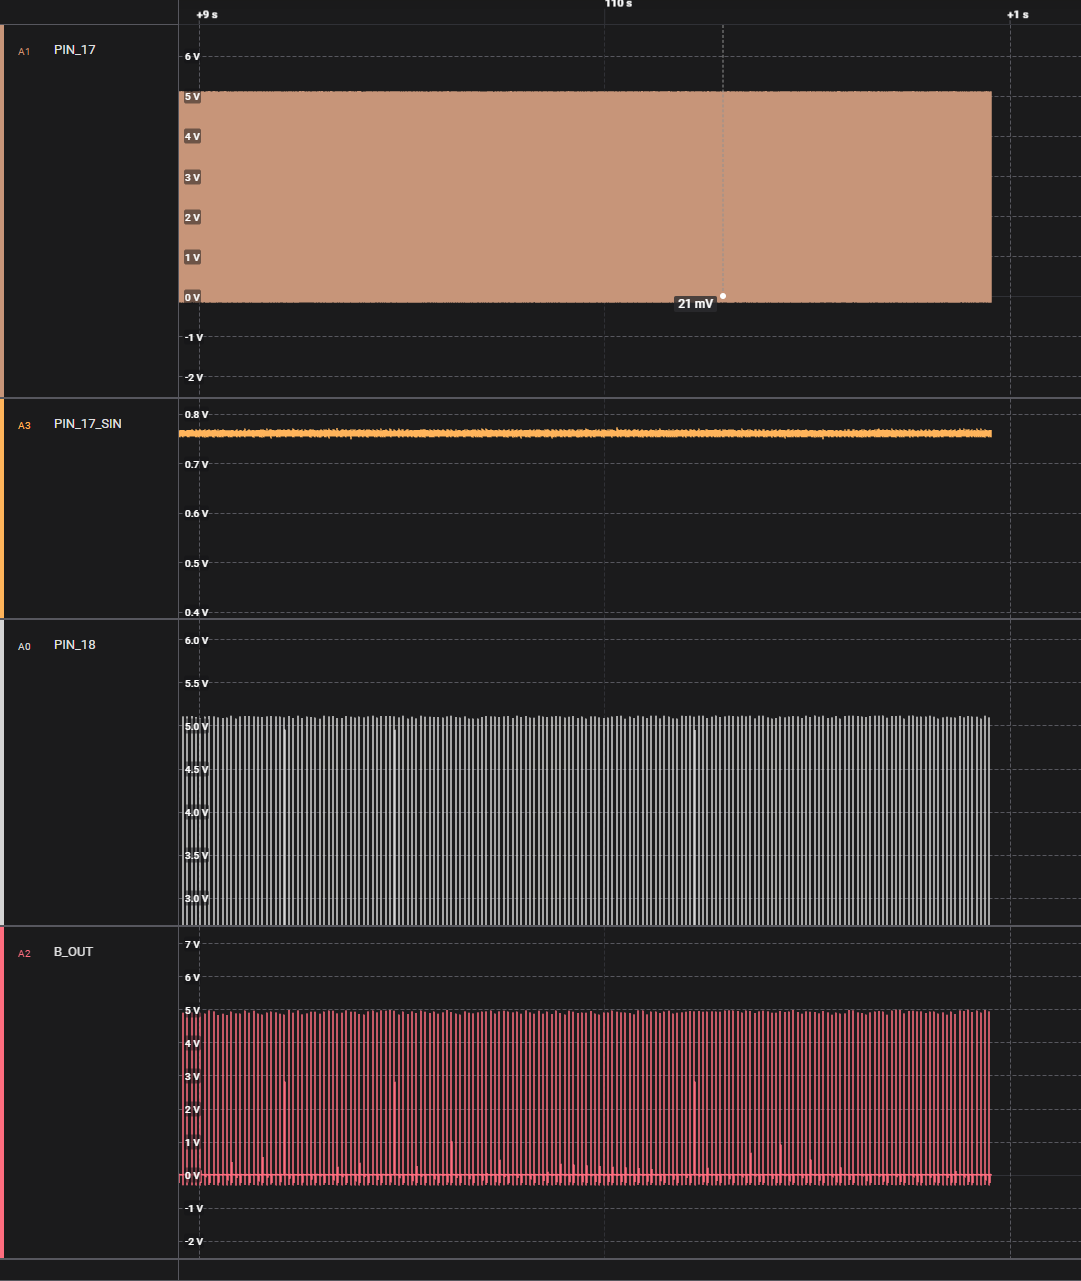 110 s
+9 s
+1 s
A1 PIN_17
6 V
5 V
4 V
3 V
2 V
1 V
0 V
21 mV
-1 V
-2 V
A3 PIN_17_SIN
0.8 V
0.7 V
0.6 V
0.5 V
0.4 V
A0 PIN_18
6.0 V
5.5 V
5.0 V
4.5 V
4.0 V
3.5 V
3.0 V
A2 B_OUT
7 V
6 V
5 V
4 V
3 V
2 V
1 V
0 V
-1 V
-2 V